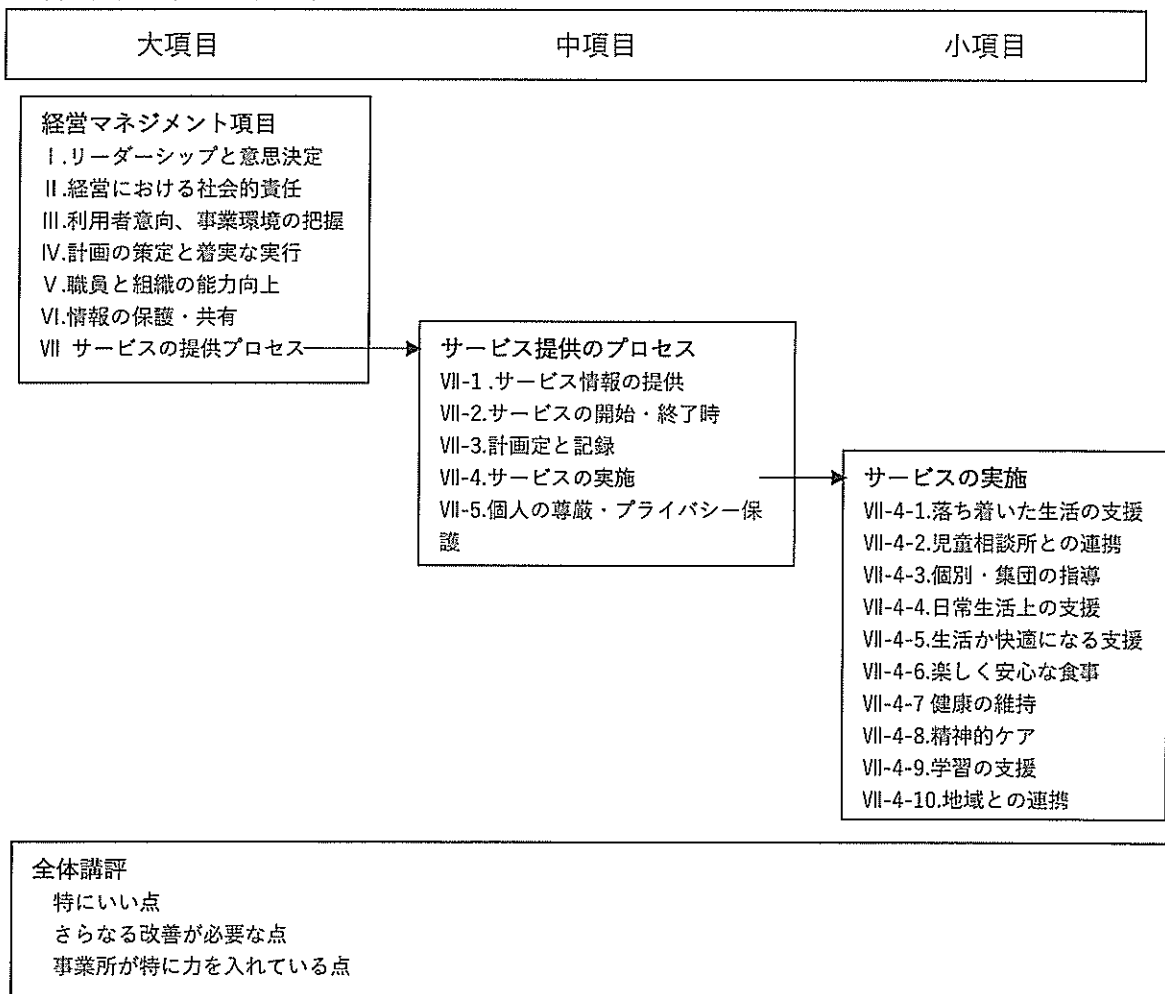 大項目 中項目 小項目
経営マネジメント項目
Ⅰ.リーダーシップと意思決定
Ⅱ.経営における社会的責任
Ⅲ.利用者意向、事業環境の把握
Ⅳ.計画の策定と着実な実行
Ⅴ.職員と組織の能力向上
Ⅵ.情報の保護・共有
Ⅶ サービスの提供プロセス
サービス提供のプロセス
Ⅶ-1.サービス情報の提供
Ⅶ-2.サービスの開始・終了時
Ⅶ-3.計画定と記録
Ⅶ-4.サービスの実施
Ⅶ-5.個人の尊厳・プライバシー保
護
サービスの実施
Ⅶ-4-1.落ち着いた生活の支援
Ⅶ-4-2.児童相談所との連携
Ⅶ-4-3.個別・集団の指導
Ⅶ-4-4.日常生活上の支援
Ⅶ-4-5.生活か快適になる支援
Ⅶ-4-6.楽しく安心な食事
Ⅶ-4-7 健康の維持
Ⅶ-4-8.精神的ケア
Ⅶ-4-9.学習の支援
Ⅶ-4-10.地域との連携
全体講評
特にいい点
さらなる改善が必要な点
事業所が特に力を入れている点